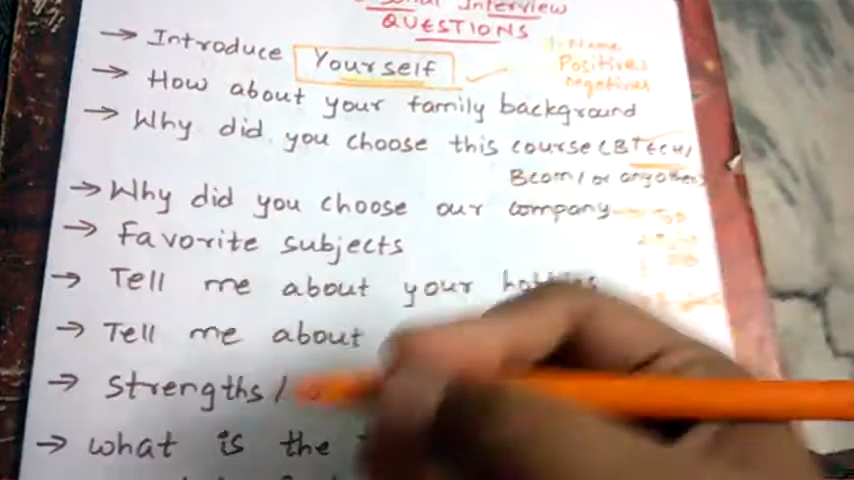 Interview
QUESTIONS
→ Introduce Yourself
1. Name
Positives
Negetives
→ How about your family background
→ Why did you choose this course (BTECH/
Bcom/or anyother)
→ Why did you choose our company
→ Favorite subjects
→ Tell me about your hobbies
→ Tell me about
→ Strengths/
→ what is the